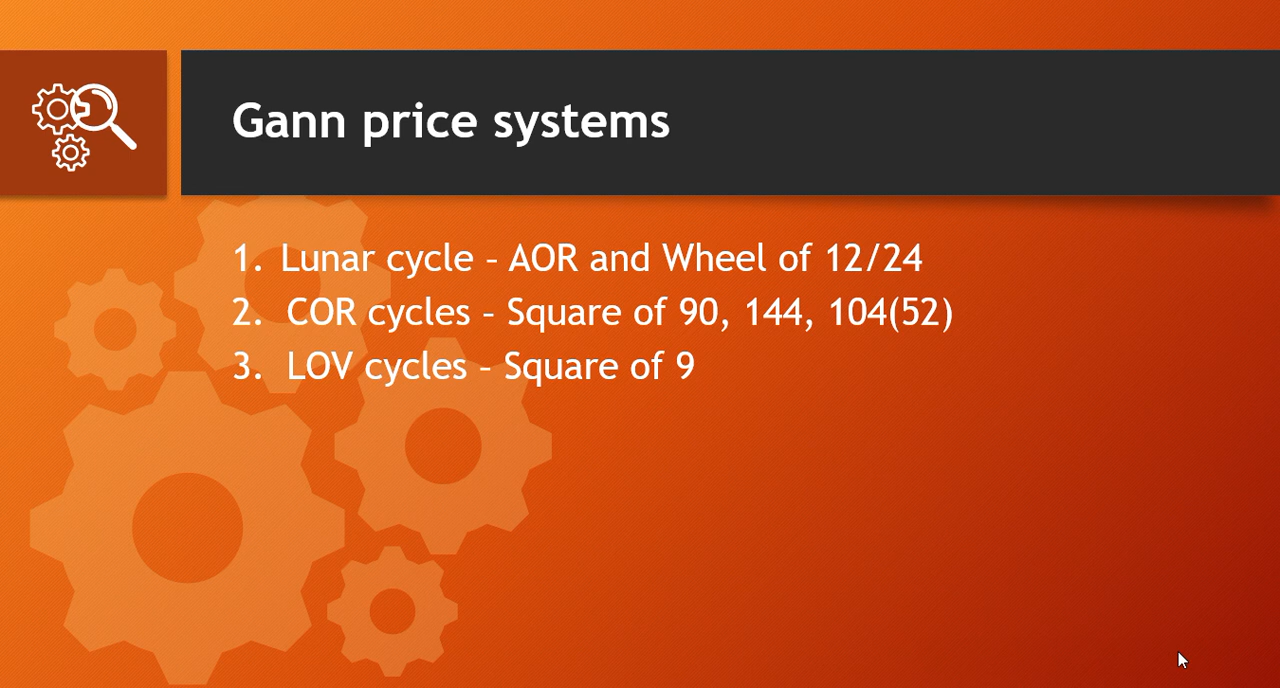 Gann price systems
1. Lunar cycle – AOR and Wheel of 12/24
2. COR cycles – Square of 90, 144, 104(52)
3. LOV cycles – Square of 9